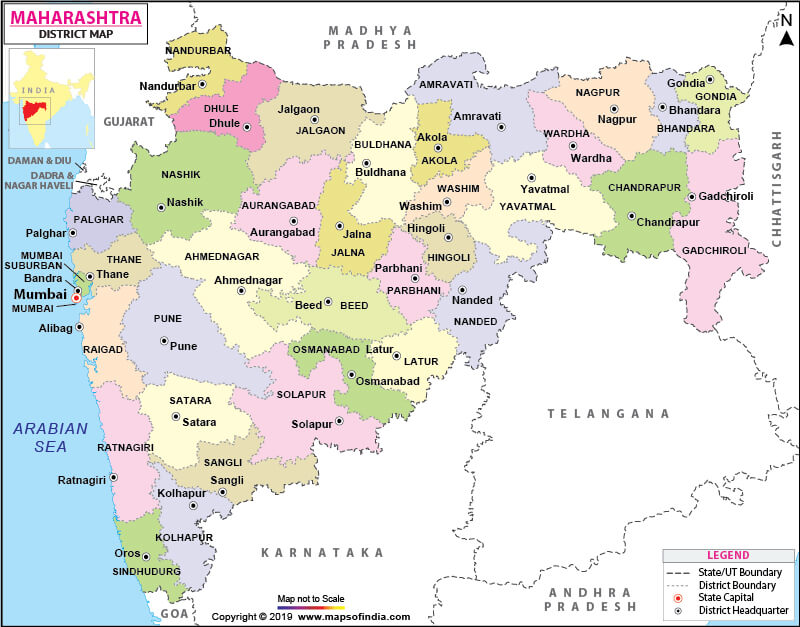 MAHARASHTRA
DISTRICT MAP
INDIA
N
MADHYA
PRADESH
GUJARAT
DAMAN & DIU
DADRA &
NAGAR HAVELI
CHHATTISGARH
TELANGANA
ANDHRA
PRADESH
KARNATAKA
GOA
ARABIAN
SEA
NANDURBAR
Nandurbar
DHULE
Dhule
Jalgaon
JALGAON
BULDHANA
Buldhana
Akola
AKOLA
AMRAVATI
Amravati
NAGPUR
Nagpur
WARDHA
Wardha
Bhandara
BHANDARA
Gondia
GONDIA
NASHIK
Nashik
AURANGABAD
Aurangabad
Jalna
JALNA
WASHIM
Washim
Yavatmal
YAVATMAL
CHANDRAPUR
Chandrapur
Gadchiroli
GADCHIROLI
PALGHAR
Palghar
THANE
Thane
MUMBAI
SUBURBAN
Bandra
Mumbai
MUMBAI
AHMEDNAGAR
Ahmednagar
Hingoli
HINGOLI
Parbhani
PARBHANI
Nanded
NANDED
Beed
BEED
Alibag
RAIGAD
PUNE
Pune
OSMANABAD
Osmanabad
Latur
LATUR
SATARA
Satara
SOLAPUR
Solapur
RATNAGIRI
Ratnagiri
SANGLI
Sangli
Kolhapur
KOLHAPUR
Oros
SINDHUDURG
LEGEND
State/UT Boundary
District Boundary
State Capital
District Headquarter
Map not to Scale
Copyright © 2019 www.mapsofindia.com